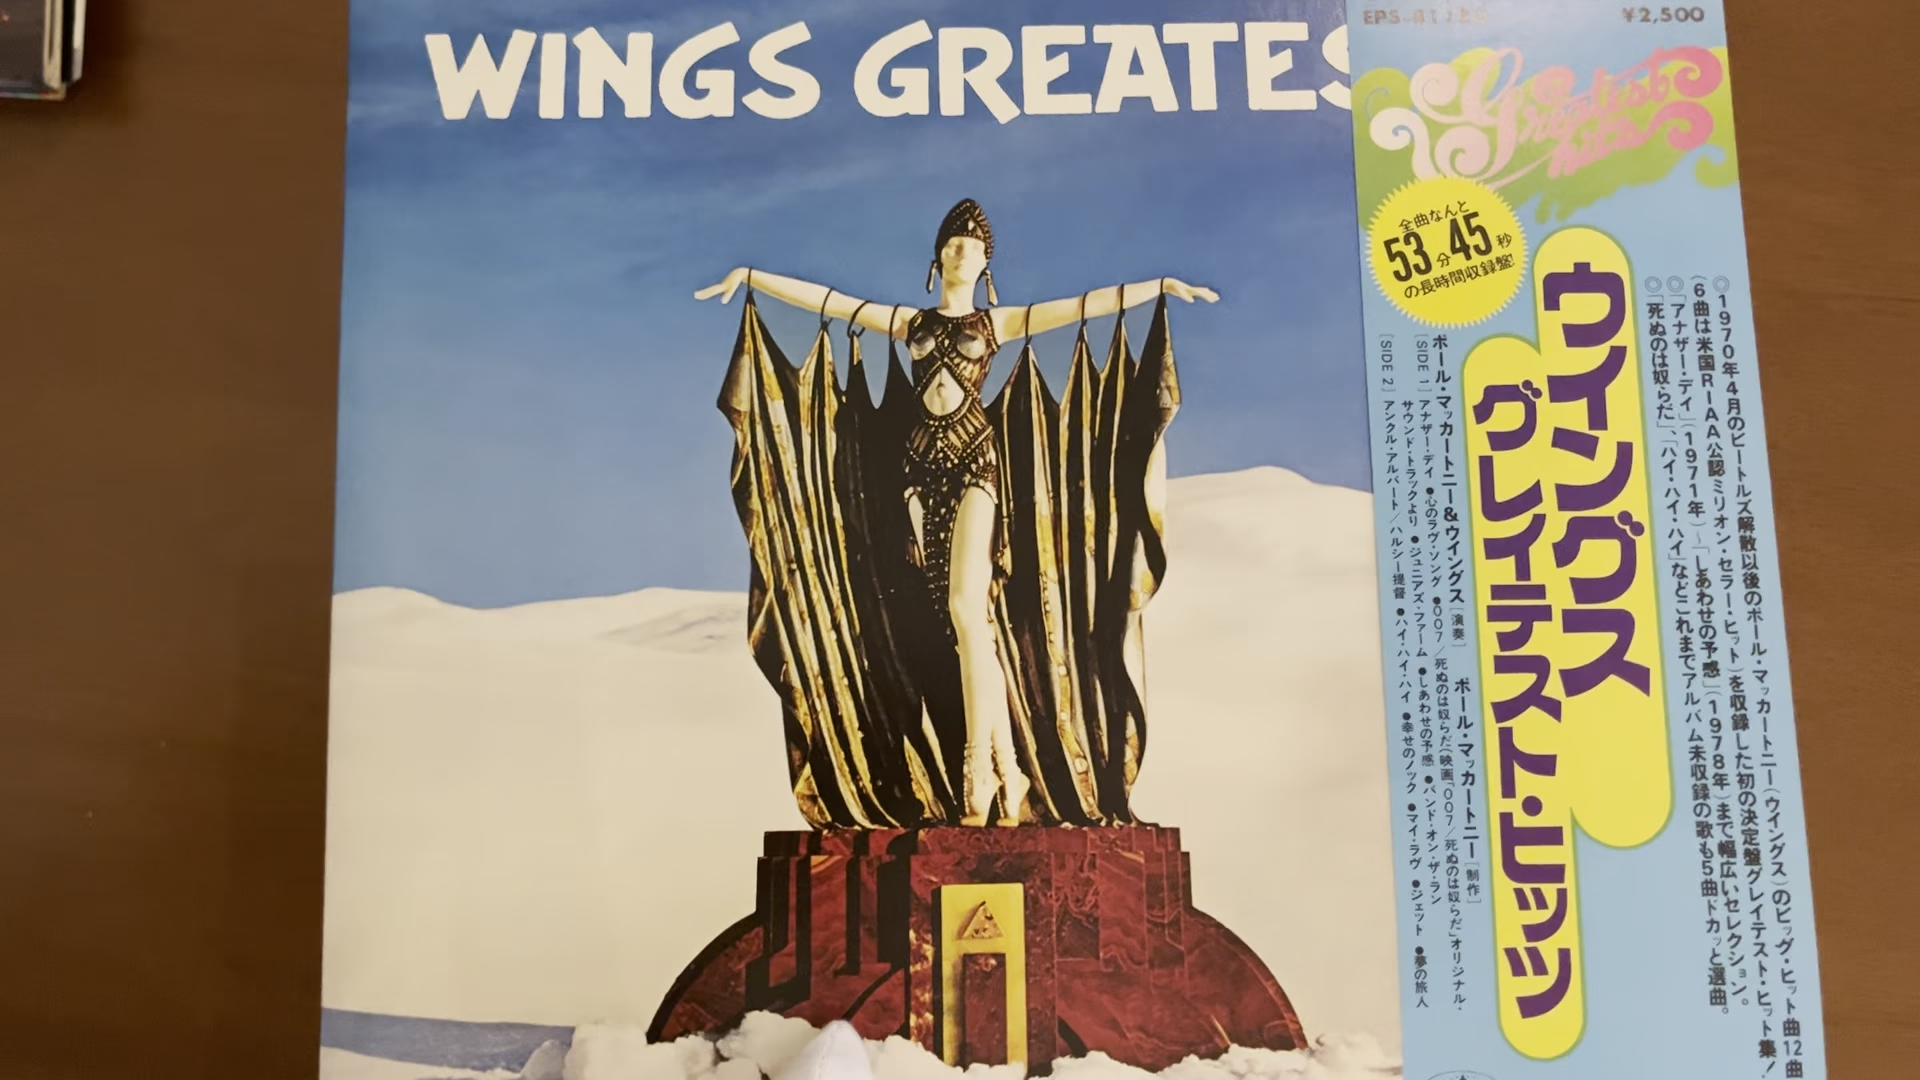 WINGS GREATES
¥2,500
Greatest
hits
全曲なんと
53分45秒
の長時間収録盤!
ウイングス
グレイテスト・ヒッツ
◎1970年4月のビートルズ解散以後のポール・マッカートニー(ウイングス)のビッグ・ヒット曲12曲
(6曲は米国RIAA公認ミリオン・セラー・ヒット)を収録した初の決定盤グレイテスト・ヒット集!
◎「アナザー・デイ」(1971年)~「しあわせの予感」(1978年)まで幅広いセレクション。
◎「死ぬのは奴らだ」、「ハイ・ハイ・ハイ」などこれまでアルバム未収録の歌も5曲ドカッと選曲。
ポール・マッカートニー&ウイングス[演奏] ポール・マッカートニー[制作]
[SIDE 1] アナザー・デイ ●心のラヴ・ソング ●007/死ぬのは奴らだ(映画「007/死ぬのは奴らだ」オリジナル・
サウンド・トラックより ●ジュニアズ・ファーム ●しあわせの予感 ●バンド・オン・ザ・ラン
[SIDE 2] アンクル・アルバート/ハルシー提督 ●ハイ・ハイ・ハイ ●幸せのノック ●マイ・ラヴ ●ジェット ●夢の旅人